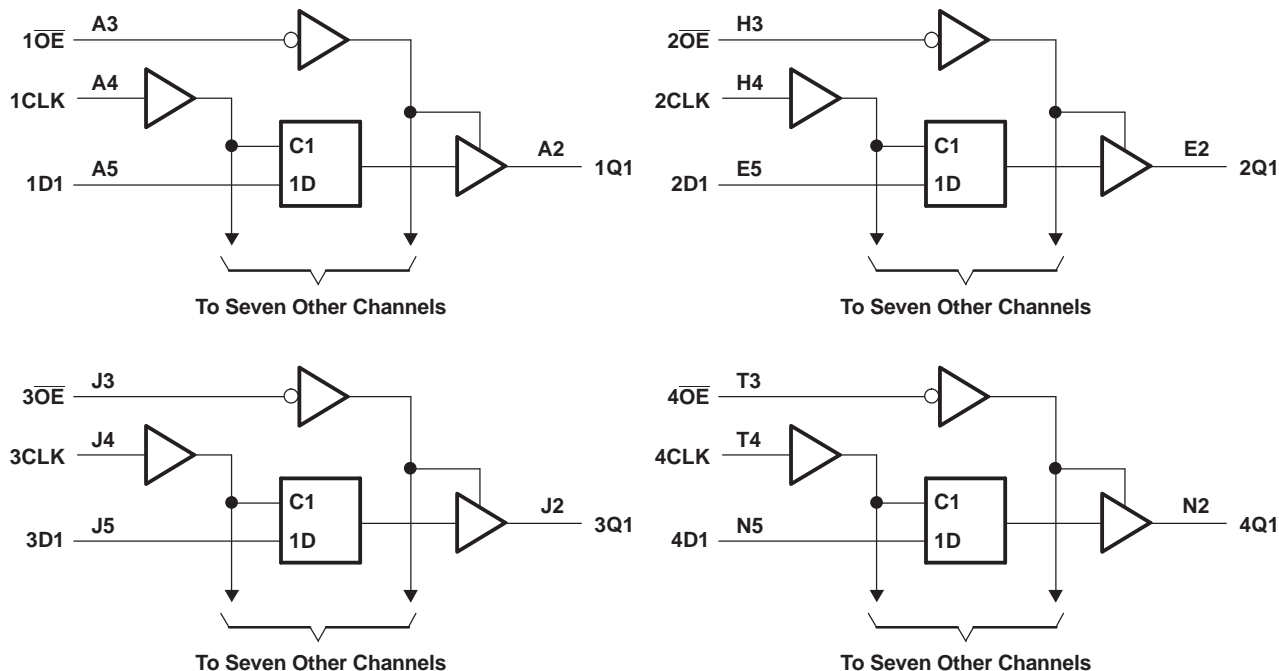 1OE A3
1CLK A4
1D1 A5
C1
1D
A2 1Q1
To Seven Other Channels
2OE H3
2CLK H4
2D1 E5
C1
1D
E2 2Q1
To Seven Other Channels
3OE J3
3CLK J4
3D1 J5
C1
1D
J2 3Q1
To Seven Other Channels
4OE T3
4CLK T4
4D1 N5
C1
1D
N2 4Q1
To Seven Other Channels